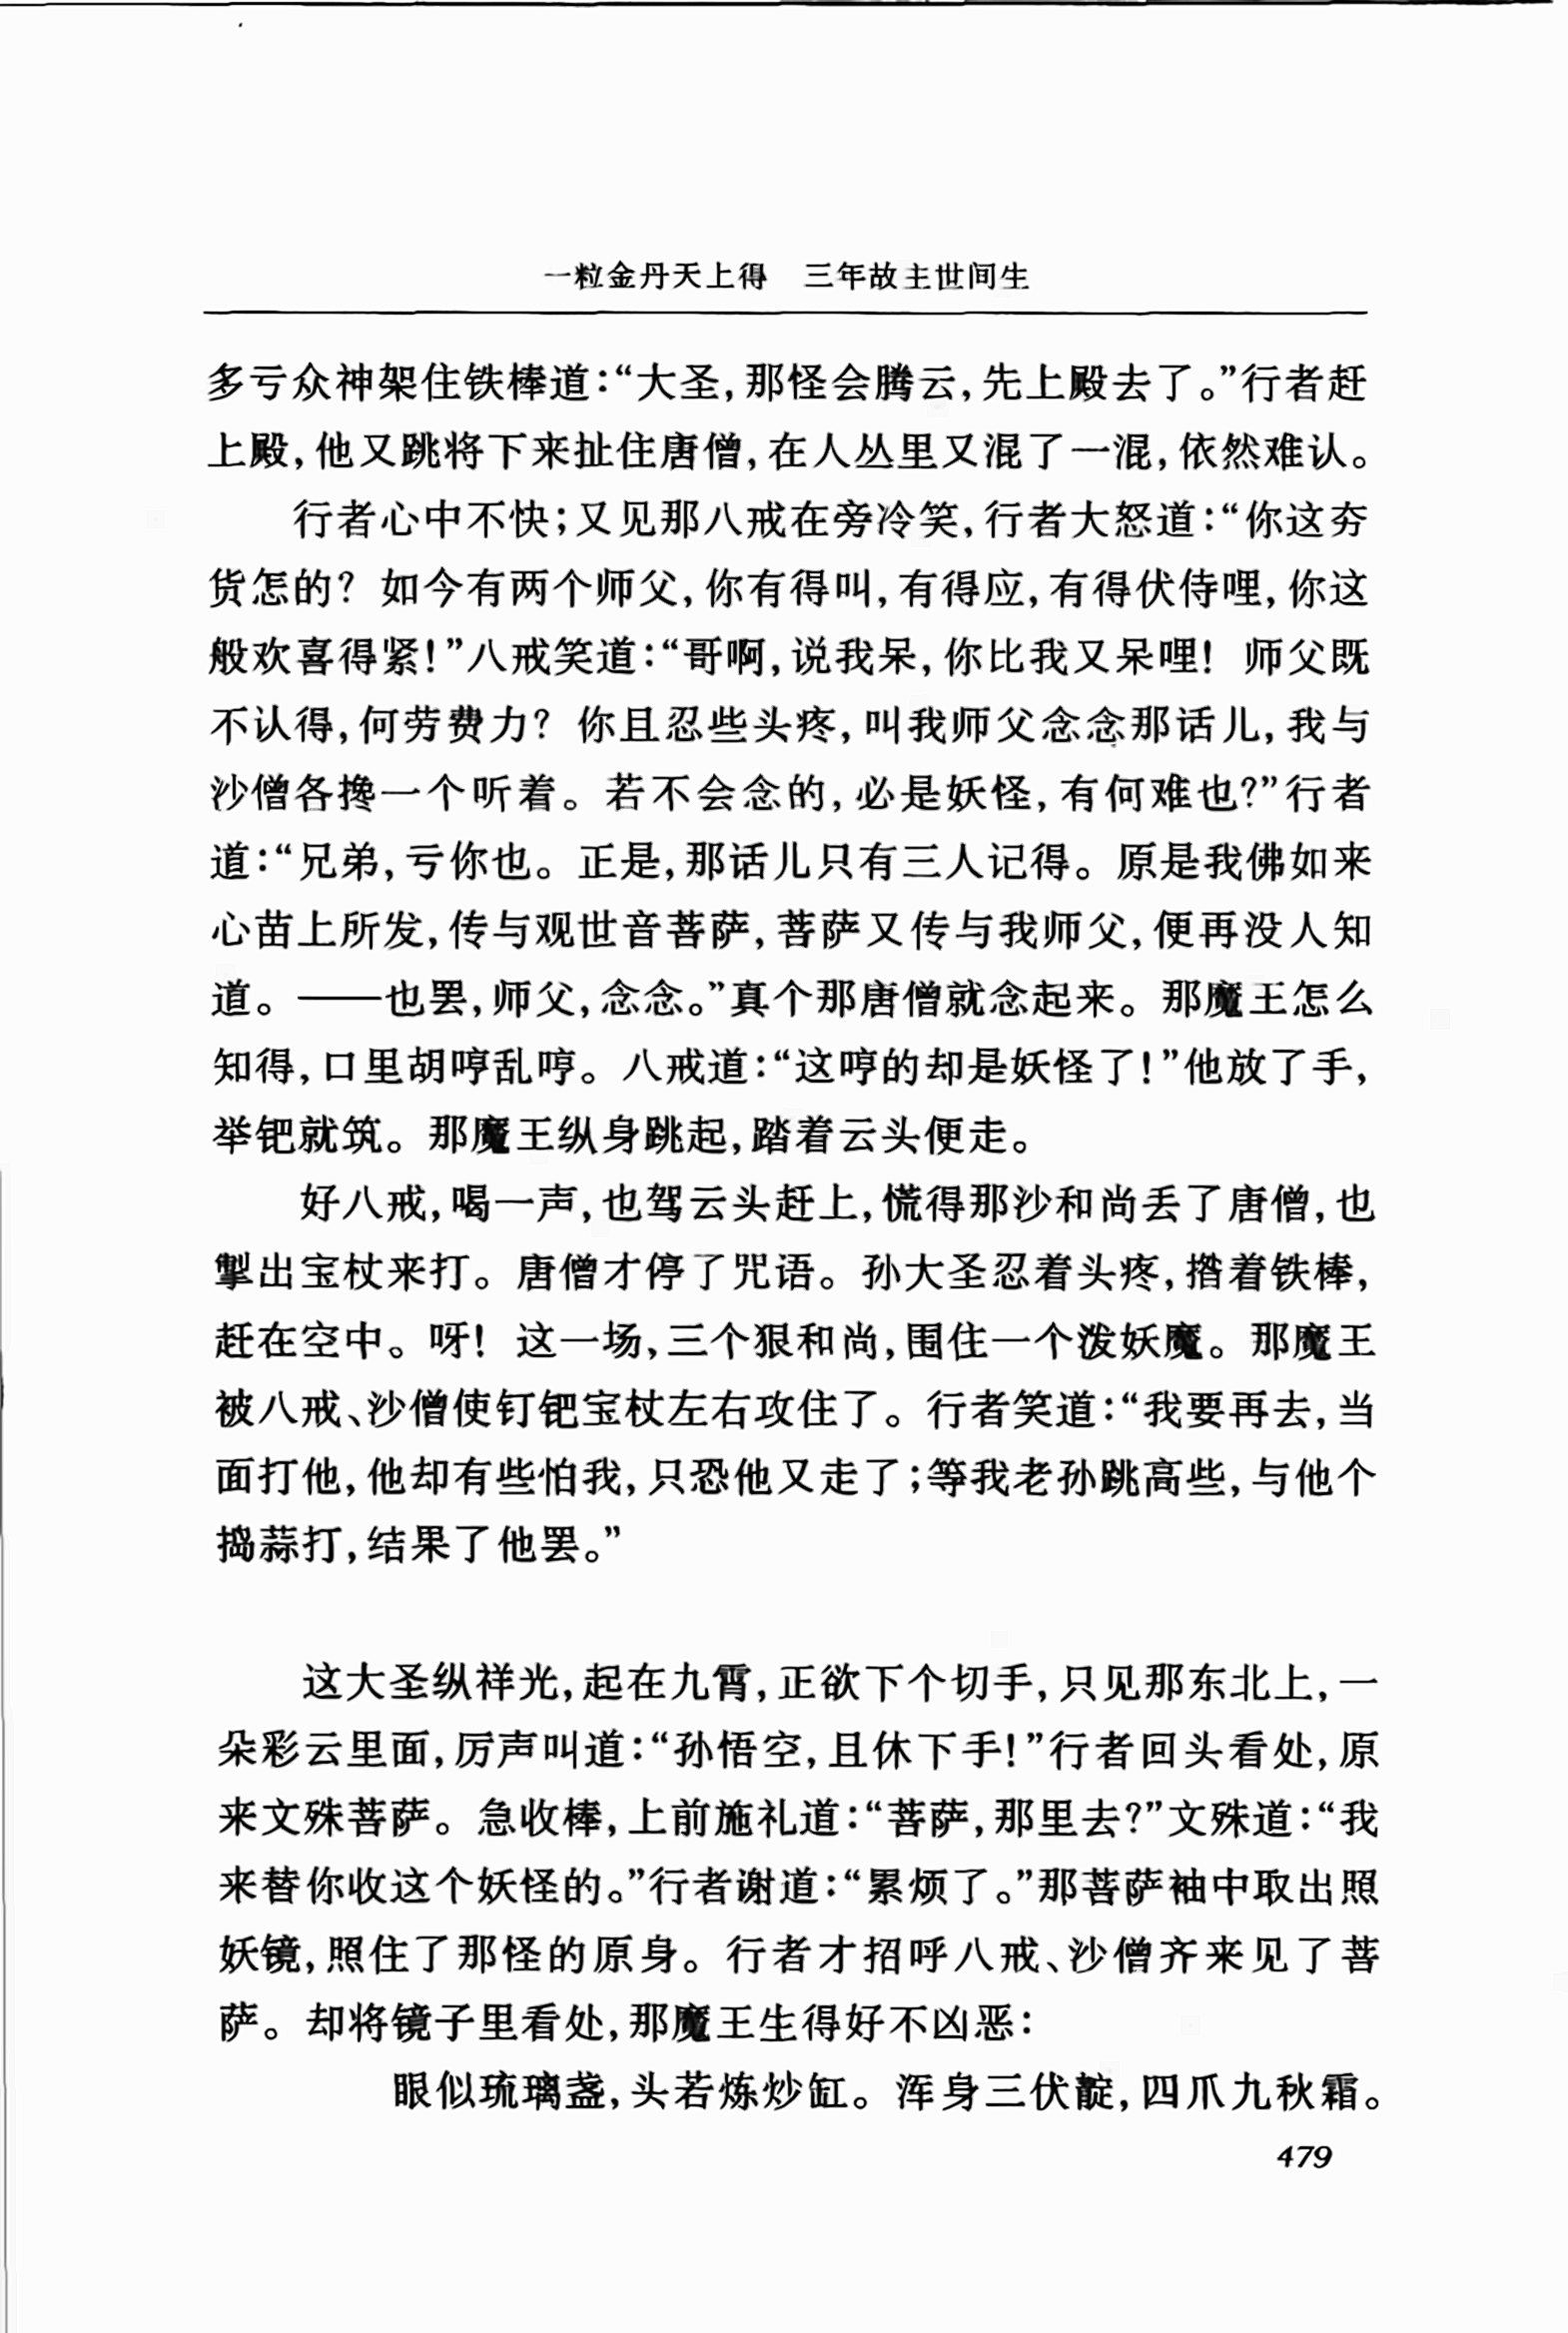 一粒金丹天上得　三年故主世间生
多亏众神架住铁棒道：“大圣，那怪会腾云，先上殿去了。”行者赶
上殿，他又跳将下来扯住唐僧，在人丛里又混了一混，依然难认。
行者心中不快；又见那八戒在旁冷笑，行者大怒道：“你这夯
货怎的？如今有两个师父，你有得叫，有得应，有得伏侍哩，你这
般欢喜得紧！”八戒笑道：“哥啊，说我呆，你比我又呆哩！师父既
不认得，何劳费力？你且忍些头疼，叫我师父念念那话儿，我与
沙僧各搀一个听着。若不会念的，必是妖怪，有何难也？”行者
道：“兄弟，亏你也。正是，那话儿只有三人记得。原是我佛如来
心苗上所发，传与观世音菩萨，菩萨又传与我师父，便再没人知
道。——也罢，师父，念念。”真个那唐僧就念起来。那魔王怎么
知得，口里胡哼乱哼。八戒道：“这哼的却是妖怪了！”他放了手，
举钯就筑。那魔王纵身跳起，踏着云头便走。
好八戒，喝一声，也驾云头赶上，慌得那沙和尚丢了唐僧，也
掣出宝杖来打。唐僧才停了咒语。孙大圣忍着头疼，揝着铁棒，
赶在空中。呀！这一场，三个狠和尚，围住一个泼妖魔。那魔王
被八戒、沙僧使钉钯宝杖左右攻住了。行者笑道：“我要再去，当
面打他，他却有些怕我，只恐他又走了；等我老孙跳高些，与他个
捣蒜打，结果了他罢。”
这大圣纵祥光，起在九霄，正欲下个切手，只见那东北上，一
朵彩云里面，厉声叫道：“孙悟空，且休下手！”行者回头看处，原
来文殊菩萨。急收棒，上前施礼道：“菩萨，那里去？”文殊道：“我
来替你收这个妖怪的。”行者谢道：“累烦了。”那菩萨袖中取出照
妖镜，照住了那怪的原身。行者才招呼八戒、沙僧齐来见了菩
萨。却将镜子里看处，那魔王生得好不凶恶：
眼似琉璃盏，头若炼炒缸。浑身三伏靛，四爪九秋霜。
479